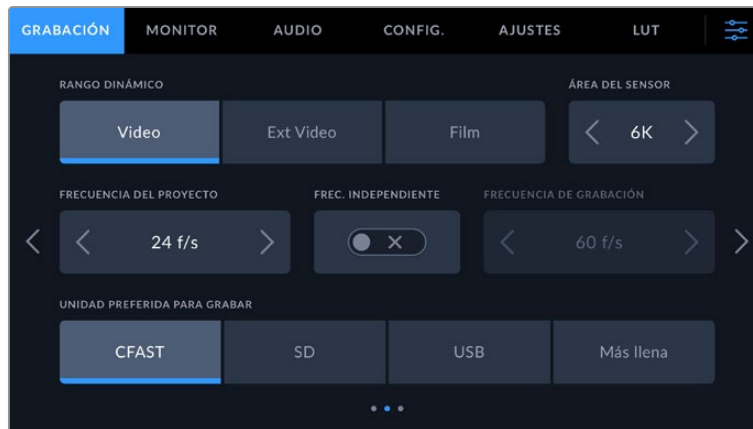 GRABACIÓN MONITOR AUDIO CONFIG. AJUSTES LUT
RANGO DINÁMICO ÁREA DEL SENSOR
Video Ext Video Film 6K
FRECUENCIA DEL PROYECTO FREC. INDEPENDIENTE FRECUENCIA DE GRABACIÓN
24 f/s 60 f/s
UNIDAD PREFERIDA PARA GRABAR
CFAST SD USB Más llena